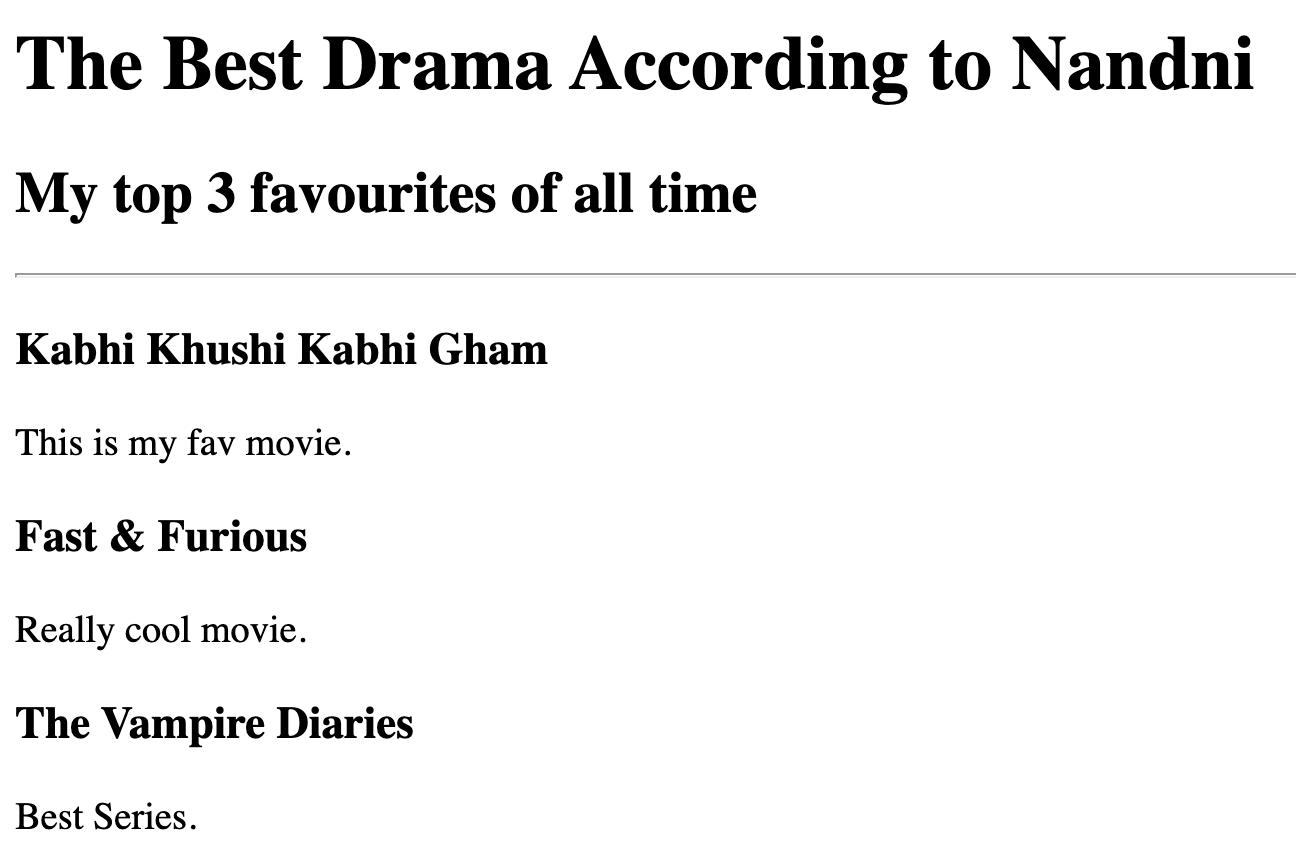 The Best Drama According to Nandni
My top 3 favourites of all time
Kabhi Khushi Kabhi Gham
This is my fav movie.
Fast & Furious
Really cool movie.
The Vampire Diaries
Best Series.